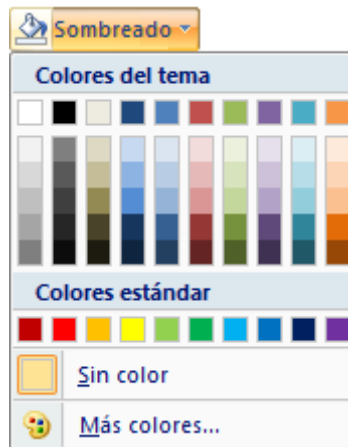 Sombreado
Colores del tema
Colores estándar
Sin color
Más colores...